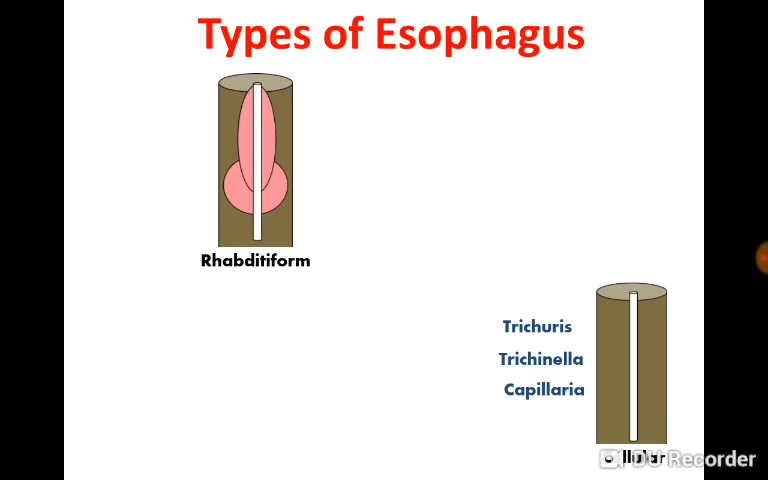 Types of Esophagus
Rhabditiform
Trichuris
Trichinella
Capillaria
DU Recorder